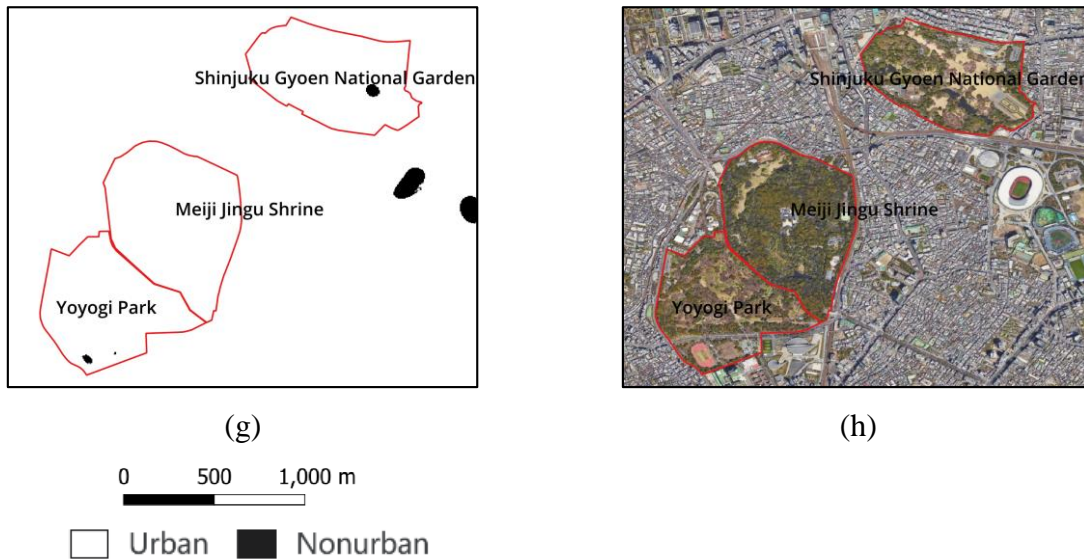 Shinjuku Gyoen National Garden
Meiji Jingu Shrine
Yoyogi Park
Shinjuku Gyoen National Garden
Meiji Jingu Shrine
Yoyogi Park
(g)
(h)
0 500 1,000 m
Urban Nonurban